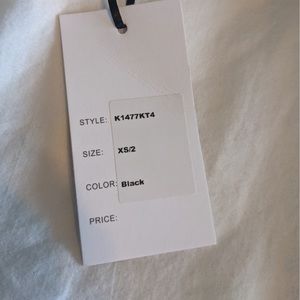 STYLE: K1477KT4
SIZE: XS/2
COLOR: Black
PRICE: